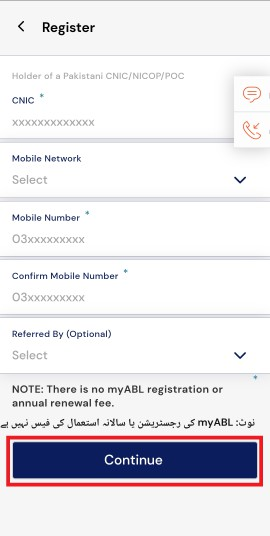 Register
Holder of a Pakistani CNIC/NICOP/POC
CNIC *
xxxxxxxxxxxxx
Mobile Network
Select
Mobile Number *
03xxxxxxxxx
Confirm Mobile Number *
03xxxxxxxxx
Referred By (Optional)
Select
*
NOTE: There is no myABL registration or
annual renewal fee.
نوٹ: myABL کی رجسٹریشن یا سالانہ استعمال کی فیس نہیں ہے
Continue